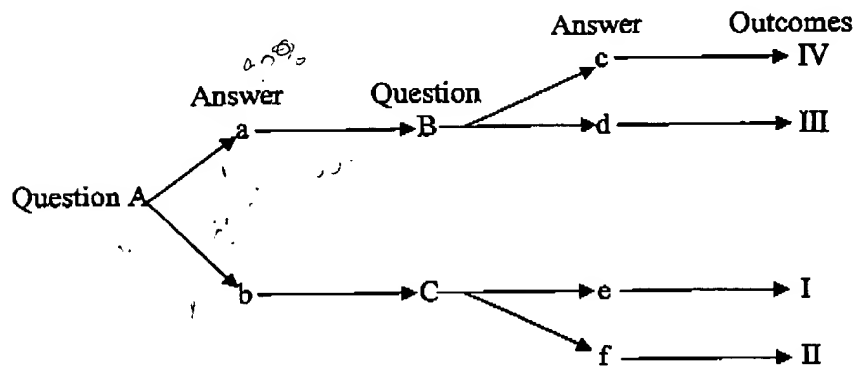 Answer Outcomes
c IV
Answer Question
a B d III
Question A
b C e I
f II